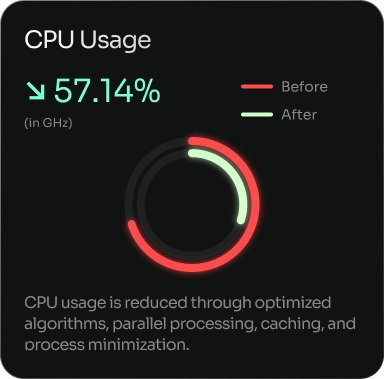 CPU Usage
↘ 57.14%
Before
(in GHz)
After
CPU usage is reduced through optimized
algorithms, parallel processing, caching, and
process minimization.